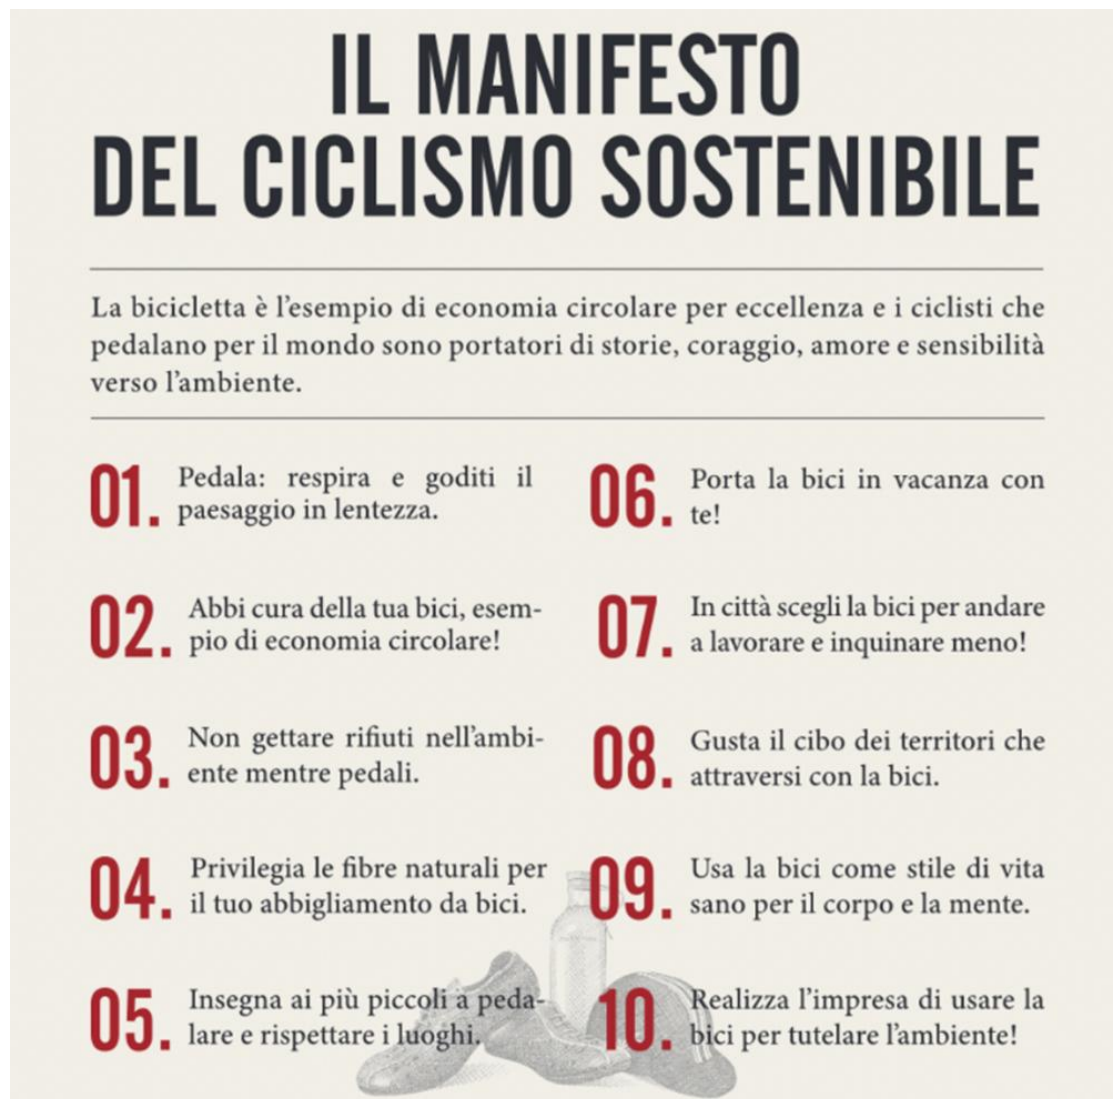 IL MANIFESTO
DEL CICLISMO SOSTENIBILE
La bicicletta è l'esempio di economia circolare per eccellenza e i ciclisti che
pedalano per il mondo sono portatori di storie, coraggio, amore e sensibilità
verso l'ambiente.
01. Pedala: respira e goditi il
paesaggio in lentezza.
02. Abbi cura della tua bici, esem-
pio di economia circolare!
03. Non gettare rifiuti nell'ambi-
ente mentre pedali.
04. Privilegia le fibre naturali per
il tuo abbigliamento da bici.
05. Insegna ai più piccoli a peda-
lare e rispettare i luoghi.
06. Porta la bici in vacanza con
te!
07. In città scegli la bici per andare
a lavorare e inquinare meno!
08. Gusta il cibo dei territori che
attraversi con la bici.
09. Usa la bici come stile di vita
sano per il corpo e la mente.
10. Realizza l'impresa di usare la
bici per tutelare l'ambiente!